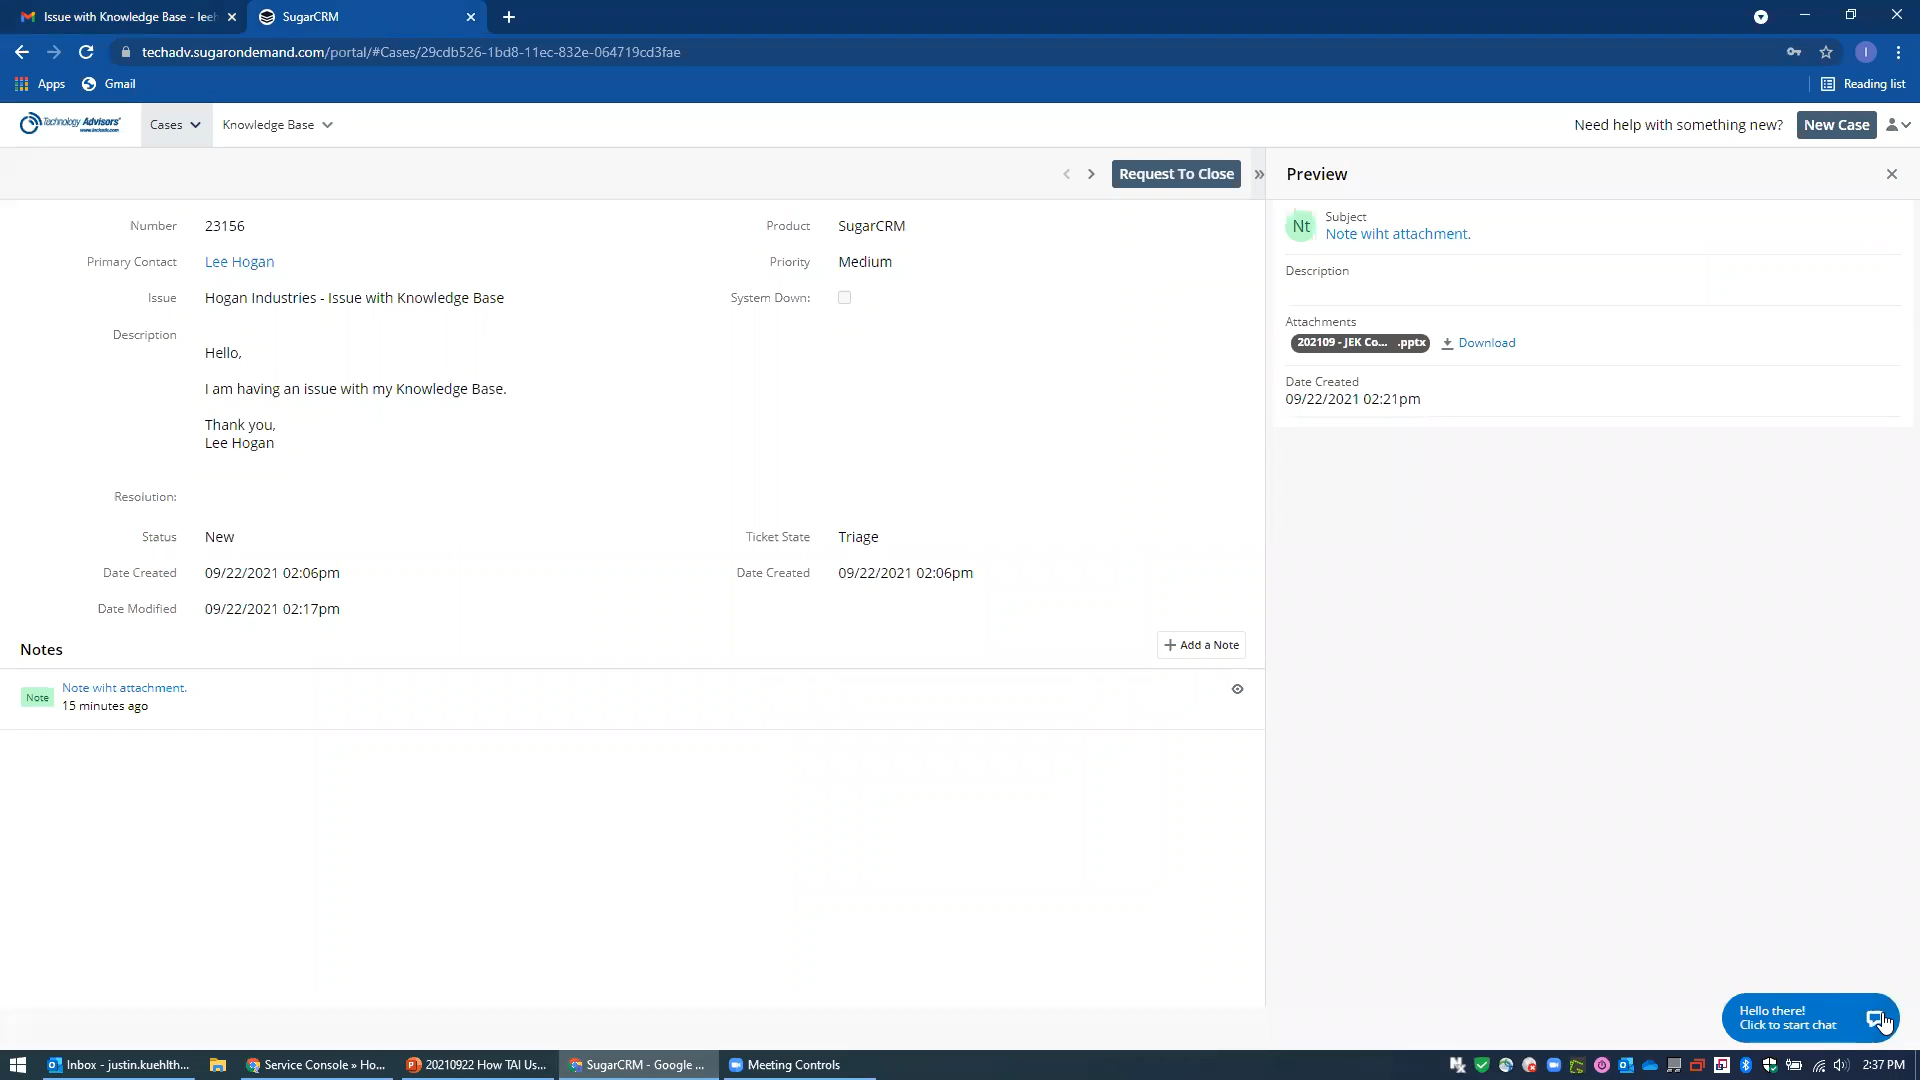 Issue with Knowledge Base - leeh
SugarCRM
techadv.sugarondemand.com/portal/#Cases/29cdb526-1bd8-11ec-832e-064719cd3fae
I
Apps
Gmail
Reading list
Technology Advisors
www.techadv.com
Cases
Knowledge Base
Need help with something new?
New Case
Request To Close
Preview
Number 23156
Product SugarCRM
Primary Contact Lee Hogan
Priority Medium
Issue Hogan Industries - Issue with Knowledge Base
System Down:
Description
Hello,
I am having an issue with my Knowledge Base.
Thank you,
Lee Hogan
Resolution:
Status New
Ticket State Triage
Date Created 09/22/2021 02:06pm
Date Created 09/22/2021 02:06pm
Date Modified 09/22/2021 02:17pm
Notes
+ Add a Note
Note
Note wiht attachment.
15 minutes ago
Nt
Subject
Note wiht attachment.
Description
Attachments
202109 - JEK Co... .pptx
Download
Date Created
09/22/2021 02:21pm
Hello there!
Click to start chat
Inbox - justin.kuehlth...
Service Console » Ho...
20210922 How TAI Us...
SugarCRM - Google ...
Meeting Controls
2:37 PM